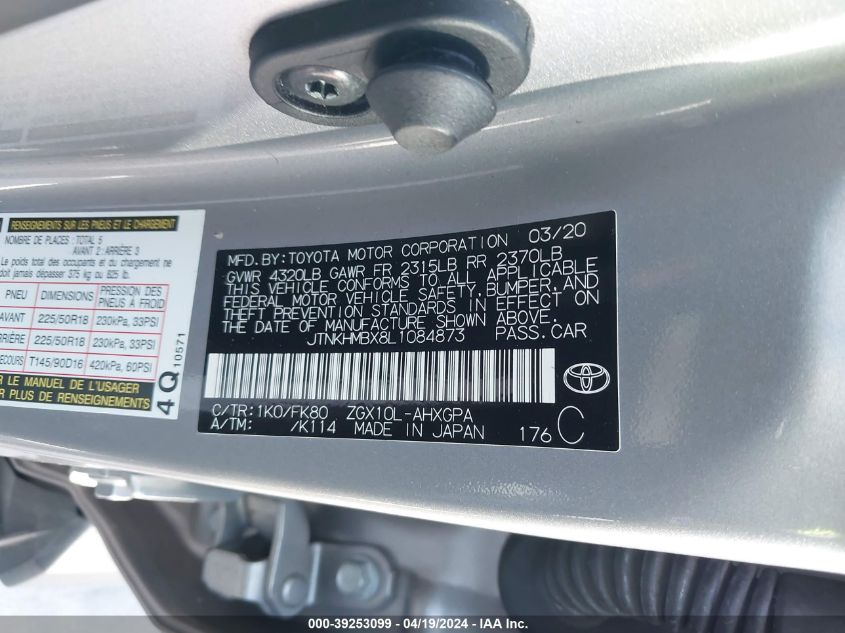 RENSEIGNEMENTS SUR LES PNEUS ET LE CHARGEMENT
NOMBRE DE PLACES : TOTAL 5
AVANT 2 : ARRIÈRE 3
Le poids total des occupants et du chargement ne
doit jamais dépasser 375 kg ou 825 lb.
PNEU DIMENSIONS PRESSION DES PNEUS À FROID
AVANT 225/50R18 230kPa, 33PSI
RRIÈRE 225/50R18 230kPa, 33PSI
ECOURS T145/90D16 420kPa, 60PSI
R LE MANUEL DE L'USAGER
R PLUS DE RENSEIGNEMENTS
4Q 10571
MFD. BY: TOYOTA MOTOR CORPORATION 03/20
GVWR 4320LB GAWR FR 2315LB RR 2370LB
THIS VEHICLE CONFORMS TO ALL APPLICABLE
FEDERAL MOTOR VEHICLE SAFETY, BUMPER, AND
THEFT PREVENTION STANDARDS IN EFFECT ON
THE DATE OF MANUFACTURE SHOWN ABOVE.
JTNKHMBX8L1084873 PASS. CAR
C/TR: 1K0/FK80 ZGX10L-AHXGPA
A/TM: /K114 MADE IN JAPAN 176 C
000-39253099 - 04/19/2024 - IAA Inc.